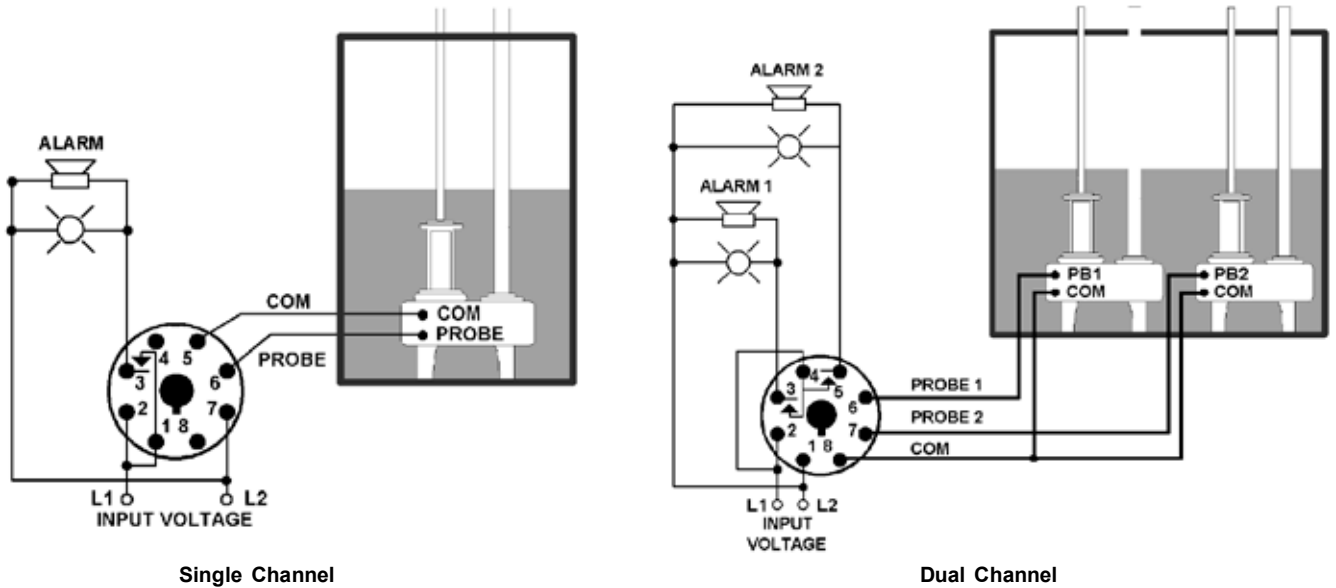 ALARM
COM
PROBE
COM
PROBE
4 5
3 6
2 7
1 8
L1 L2
INPUT VOLTAGE
Single Channel
ALARM 2
ALARM 1
PB1
COM
PB2
COM
PROBE 1
PROBE 2
COM
4 5
3 6
2 7
1 8
L1 L2
INPUT
VOLTAGE
Dual Channel